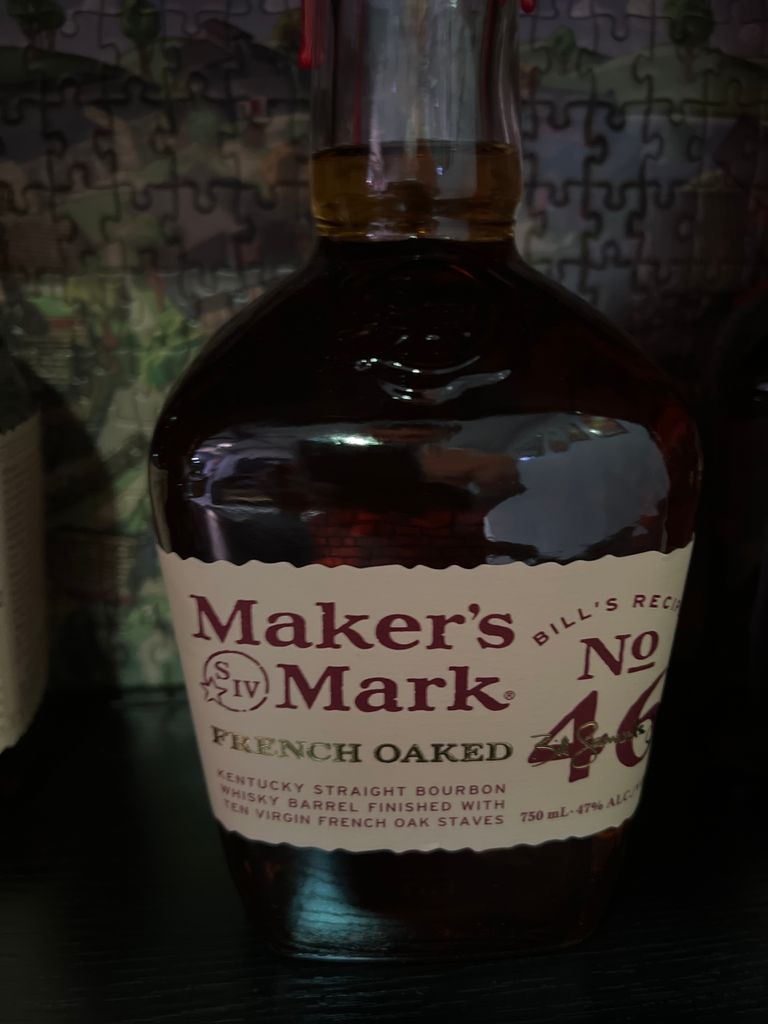 Maker's
S IV Mark®
FRENCH OAKED
KENTUCKY STRAIGHT BOURBON
WHISKY BARREL FINISHED WITH
TEN VIRGIN FRENCH OAK STAVES
BILL'S
No
46
750 mL · 47%